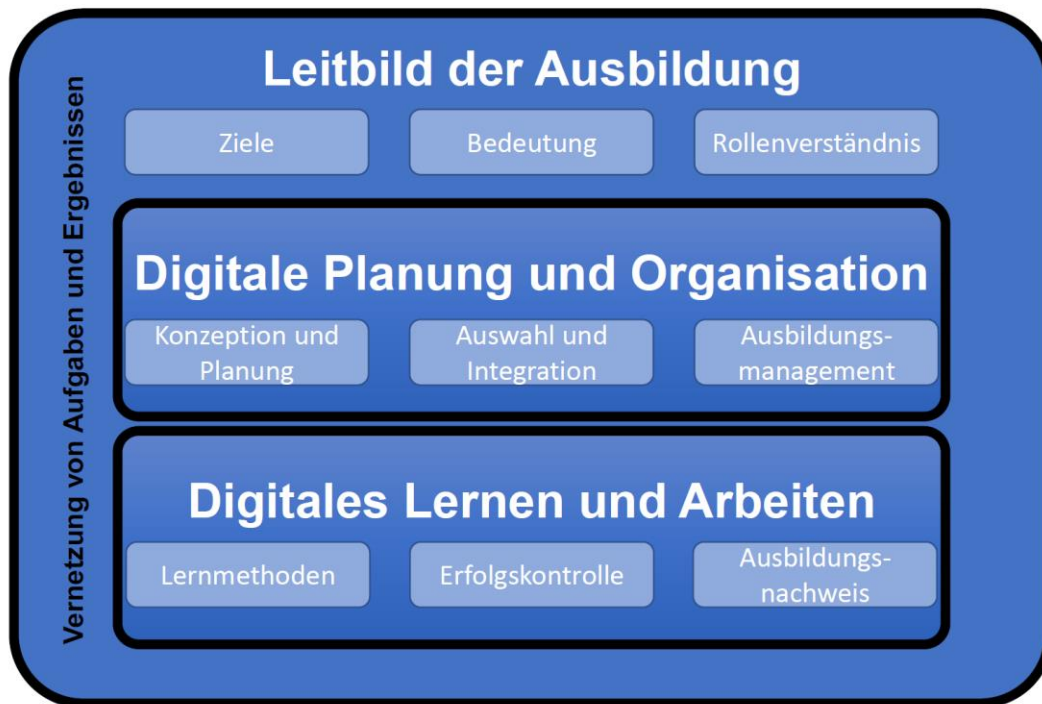 Leitbild der Ausbildung
Ziele
Bedeutung
Rollenverständnis
Vernetzung von Aufgaben und Ergebnissen
Digitale Planung und Organisation
Konzeption und
Planung
Auswahl und
Integration
Ausbildungs-
management
Digitales Lernen und Arbeiten
Lernmethoden
Erfolgskontrolle
Ausbildungs-
nachweis